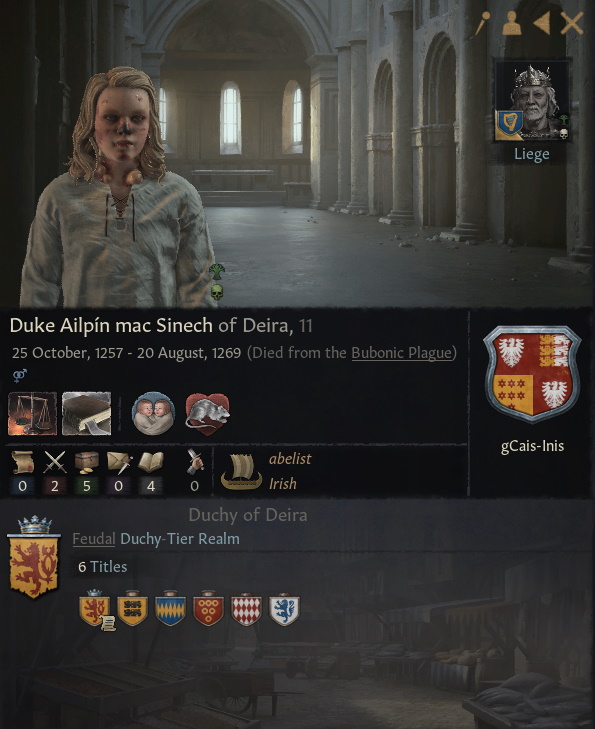 Liege
Duke Ailpín mac Sinech of Deira, 11
25 October, 1257 - 20 August, 1269 (Died from the Bubonic Plague)
gCais-Inis
0 2 5 0 4 0
abelist
Irish
Duchy of Deira
Feudal Duchy-Tier Realm
6 Titles